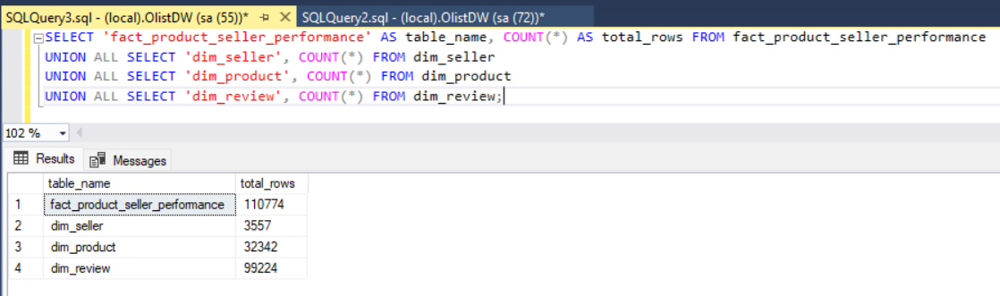 SQLQuery3.sql - (local).OlistDW (sa (55))* SQLQuery2.sql - (local).OlistDW (sa (72))*
SELECT 'fact_product_seller_performance' AS table_name, COUNT(*) AS total_rows FROM fact_product_seller_performance
UNION ALL SELECT 'dim_seller', COUNT(*) FROM dim_seller
UNION ALL SELECT 'dim_product', COUNT(*) FROM dim_product
UNION ALL SELECT 'dim_review', COUNT(*) FROM dim_review;
102 %
Results Messages
table_name total_rows
1 fact_product_seller_performance 110774
2 dim_seller 3557
3 dim_product 32342
4 dim_review 99224